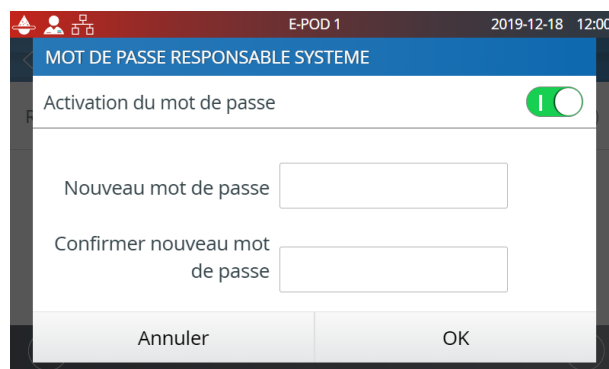 E-POD 1 2019-12-18 12:00
MOT DE PASSE RESPONSABLE SYSTEME
Activation du mot de passe
Nouveau mot de passe
Confirmer nouveau mot
de passe
Annuler OK